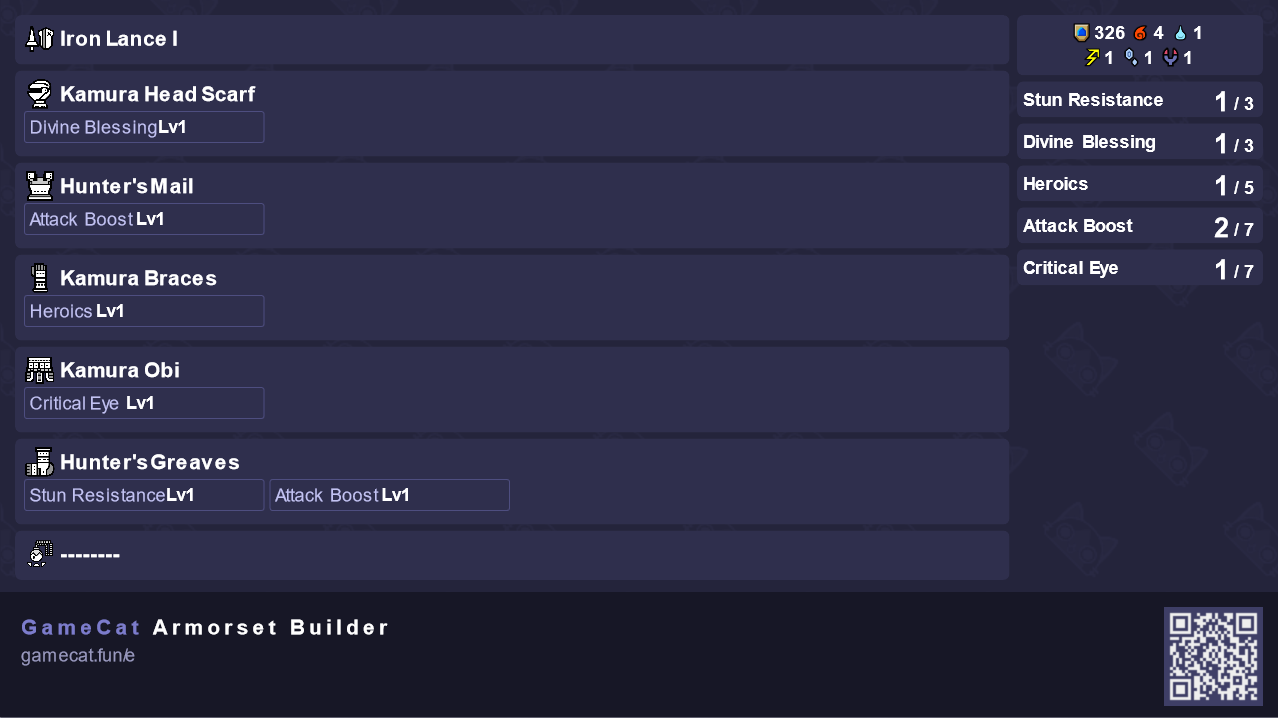 Iron Lance I
Kamura Head Scarf
Divine Blessing Lv1
Hunter's Mail
Attack Boost Lv1
Kamura Braces
Heroics Lv1
Kamura Obi
Critical Eye Lv1
Hunter's Greaves
Stun Resistance Lv1 Attack Boost Lv1
--------
326 4 1
1 1 1
Stun Resistance 1 / 3
Divine Blessing 1 / 3
Heroics 1 / 5
Attack Boost 2 / 7
Critical Eye 1 / 7
GameCat Armorset Builder
gamecat.fun/e